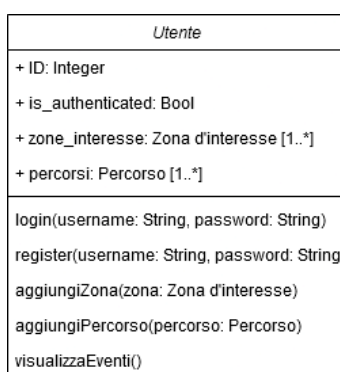 Utente
+ ID: Integer
+ is_authenticated: Bool
+ zone_interesse: Zona d'interesse [1..*]
+ percorsi: Percorso [1..*]
login(username: String, password: String)
register(username: String, password: String
aggiungiZona(zona: Zona d'interesse)
aggiungiPercorso(percorso: Percorso)
visualizzaEventi()